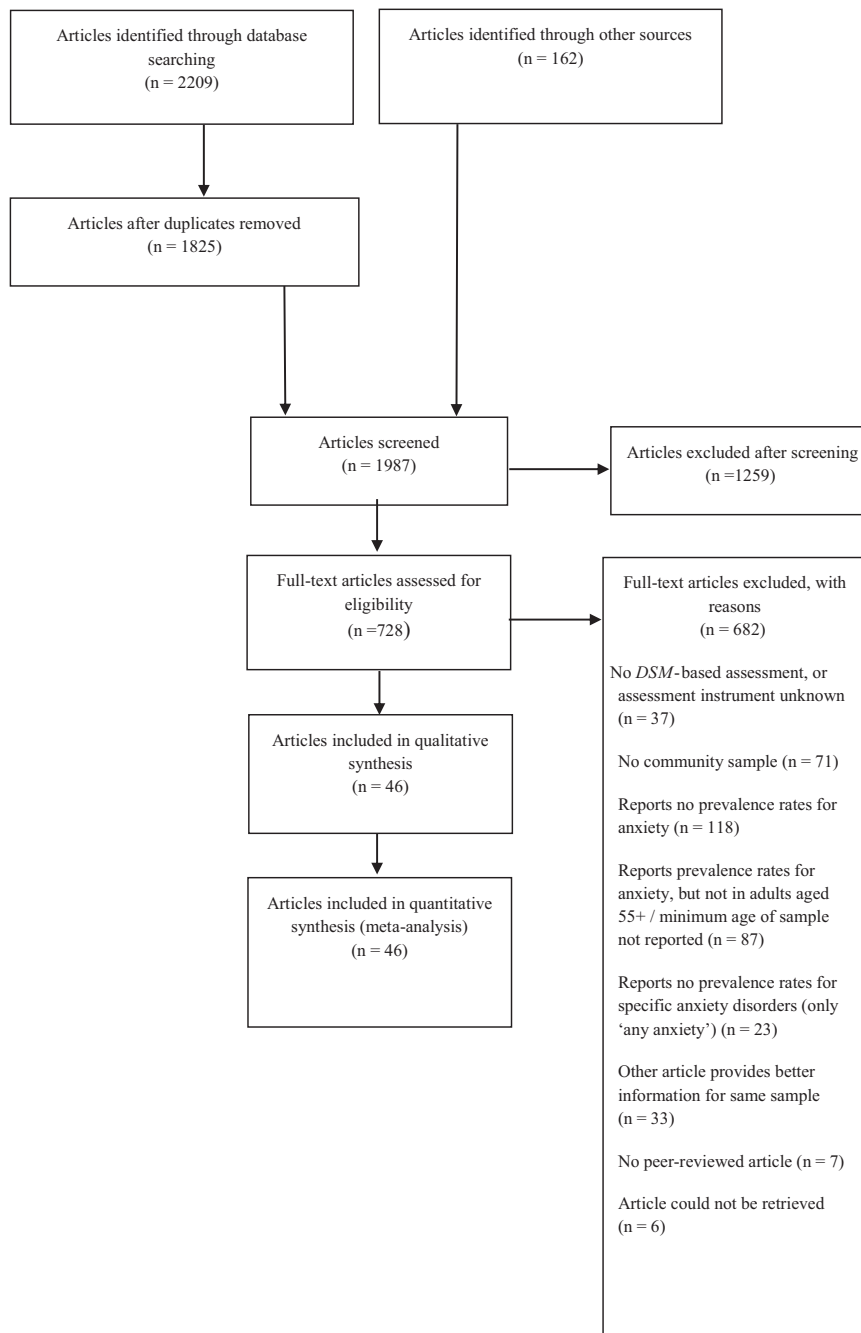 Articles identified through database
searching
(n = 2209)
Articles identified through other sources
(n = 162)
Articles after duplicates removed
(n = 1825)
Articles screened
(n = 1987)
Articles excluded after screening
(n =1259)
Full-text articles assessed for
eligibility
(n =728)
Full-text articles excluded, with
reasons
(n = 682)
No DSM-based assessment, or
assessment instrument unknown
(n = 37)
No community sample (n = 71)
Reports no prevalence rates for
anxiety (n = 118)
Reports prevalence rates for
anxiety, but not in adults aged
55+ / minimum age of sample
not reported (n = 87)
Reports no prevalence rates for
specific anxiety disorders (only
‘any anxiety’) (n = 23)
Other article provides better
information for same sample
(n = 33)
No peer-reviewed article (n = 7)
Article could not be retrieved
(n = 6)
Articles included in qualitative
synthesis
(n = 46)
Articles included in quantitative
synthesis (meta-analysis)
(n = 46)